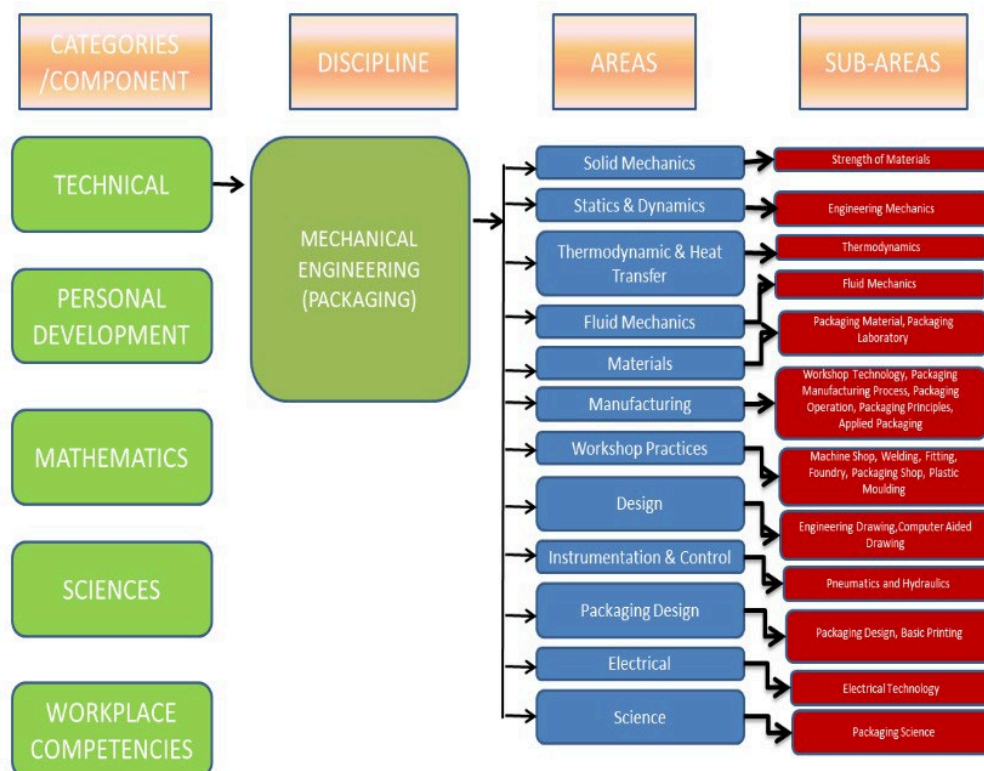 CATEGORIES
/COMPONENT
DISCIPLINE
AREAS
SUB-AREAS
TECHNICAL
PERSONAL
DEVELOPMENT
MATHEMATICS
SCIENCES
WORKPLACE
COMPETENCIES
MECHANICAL
ENGINEERING
(PACKAGING)
Solid Mechanics
Statics & Dynamics
Thermodynamic & Heat
Transfer
Fluid Mechanics
Materials
Manufacturing
Workshop Practices
Design
Instrumentation & Control
Packaging Design
Electrical
Science
Strength of Materials
Engineering Mechanics
Thermodynamics
Fluid Mechanics
Packaging Material, Packaging
Laboratory
Workshop Technology, Packaging
Manufacturing Process, Packaging
Operation, Packaging Principles,
Applied Packaging
Machine Shop, Welding, Fitting,
Foundry, Packaging Shop, Plastic
Moulding
Engineering Drawing,Computer Aided
Drawing
Pneumatics and Hydraulics
Packaging Design, Basic Printing
Electrical Technology
Packaging Science